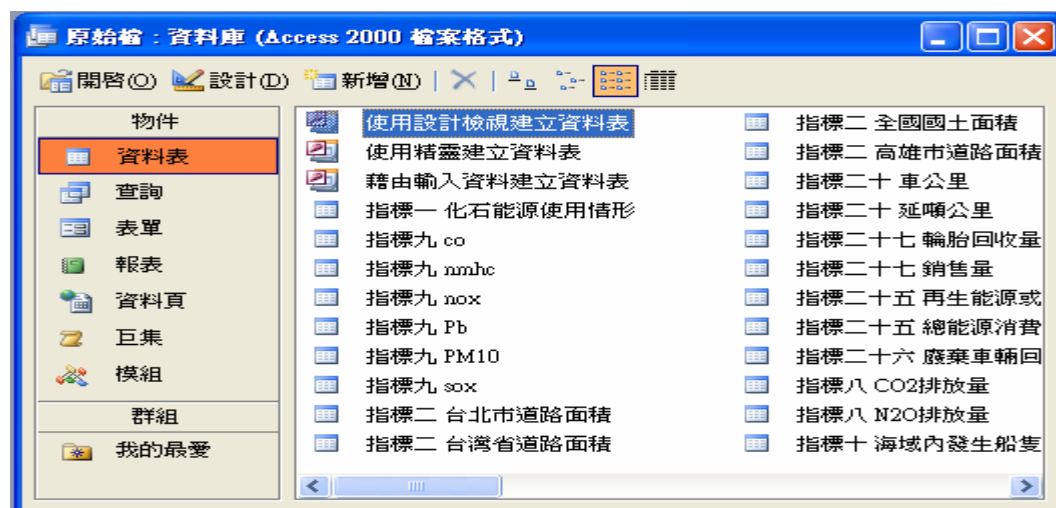 原始檔 : 資料庫 (Access 2000 檔案格式)
開啓(O) 設計(D) 新增(N)
物件
資料表
查詢
表單
報表
資料頁
巨集
模組
群組
我的最愛
使用設計檢視建立資料表
使用精靈建立資料表
藉由輸入資料建立資料表
指標一 化石能源使用情形
指標九 co
指標九 nmhc
指標九 nox
指標九 Pb
指標九 PM10
指標九 sox
指標二 台北市道路面積
指標二 台灣省道路面積
指標二 全國國土面積
指標二 高雄市道路面積
指標二十 車公里
指標二十 延噸公里
指標二十七 輪胎回收量
指標二十七 銷售量
指標二十五 再生能源或
指標二十五 總能源消費
指標二十六 廢棄車輛回
指標八 CO2排放量
指標八 N2O排放量
指標十 海域內發生船隻